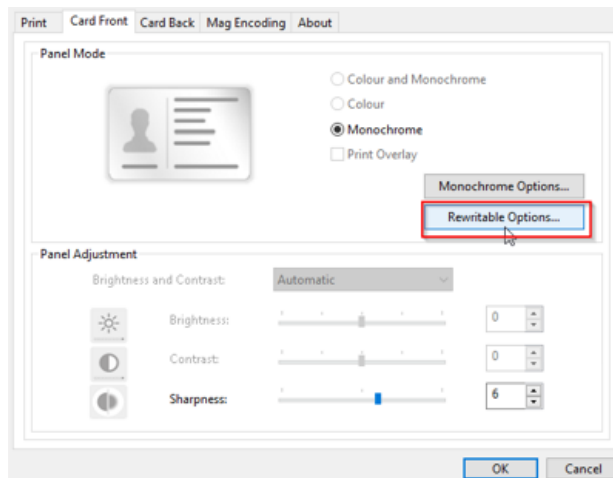 Print Card Front Card Back Mag Encoding About
Panel Mode
Colour and Monochrome
Colour
Monochrome
Print Overlay
Monochrome Options...
Rewritable Options...
Panel Adjustment
Brightness and Contrast: Automatic
Brightness: 0
Contrast: 0
Sharpness: 6
OK Cancel